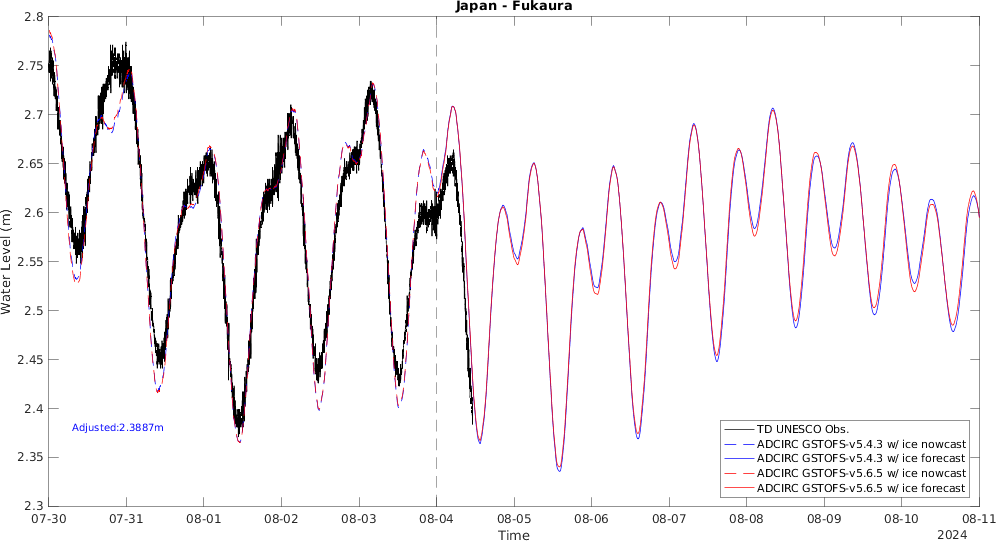 Japan - Fukaura
2.8
2.75
2.7
2.65
2.6
2.55
2.5
2.45
2.4
2.35
2.3
Water Level (m)
Adjusted:2.3887m
TD UNESCO Obs.
ADCIRC GSTOFS-v5.4.3 w/ ice nowcast
ADCIRC GSTOFS-v5.4.3 w/ ice forecast
ADCIRC GSTOFS-v5.6.5 w/ ice nowcast
ADCIRC GSTOFS-v5.6.5 w/ ice forecast
07-30 07-31 08-01 08-02 08-03 08-04 08-05 08-06 08-07 08-08 08-09 08-10 08-11
Time
2024